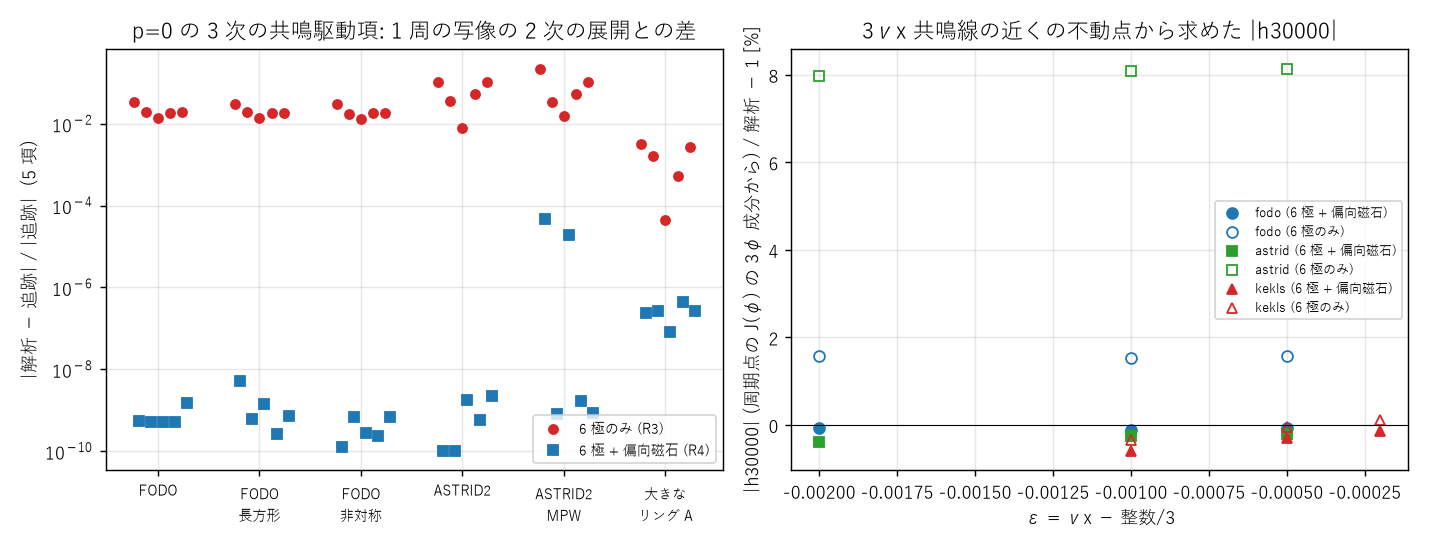 p=0 の 3 次の共鳴駆動項: 1 周の写像の 2 次の展開との差
|解析 − 追跡| / |追跡| (5 項)
10⁻²
10⁻⁴
10⁻⁶
10⁻⁸
10⁻¹⁰
6 極のみ (R3)
6 極 + 偏向磁石 (R4)
FODO
FODO
長方形
FODO
非対称
ASTRID2
ASTRID2
MPW
大きな
リング A
3νx 共鳴線の近くの不動点から求めた |h30000|
|h30000| (周期点の J(φ) の 3φ 成分から) / 解析 − 1 [%]
8
6
4
2
0
fodo (6 極 + 偏向磁石)
fodo (6 極のみ)
astrid (6 極 + 偏向磁石)
astrid (6 極のみ)
kekls (6 極 + 偏向磁石)
kekls (6 極のみ)
-0.00200 -0.00175 -0.00150 -0.00125 -0.00100 -0.00075 -0.00050 -0.00025
ε = νx − 整数/3